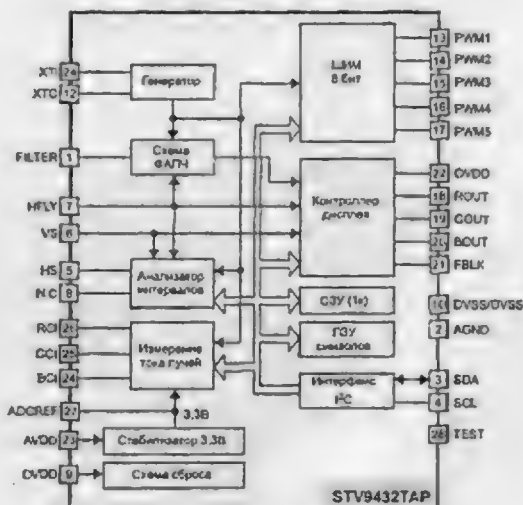 XTI 24
XTO 12
FILTER 1
HFLY 7
VS 6
HS 5
8
RCI
GCI 25
BCI 24
ADCREF 27
AVDD 23
DVDD 9
Генератор
Схема ФАПЧ
Анализатор интервалов
Измерение тока лучей
3,3В
Стабилизатор 3,3В
Схема сброса
ШИМ 8 бит
Контроллер дисплея
ОЗУ (1к)
ПЗУ символов
Интерфейс I²C
13 PWM1
14 PWM2
15 PWM3
16 PWM4
17 PWM5
22 OVDD
18 ROUT
19 GOUT
20 BOUT
21 FBLK
10 DVSS/OVSS
2 AGND
3 SDA
4 SCL
28 TEST
STV9432TAP